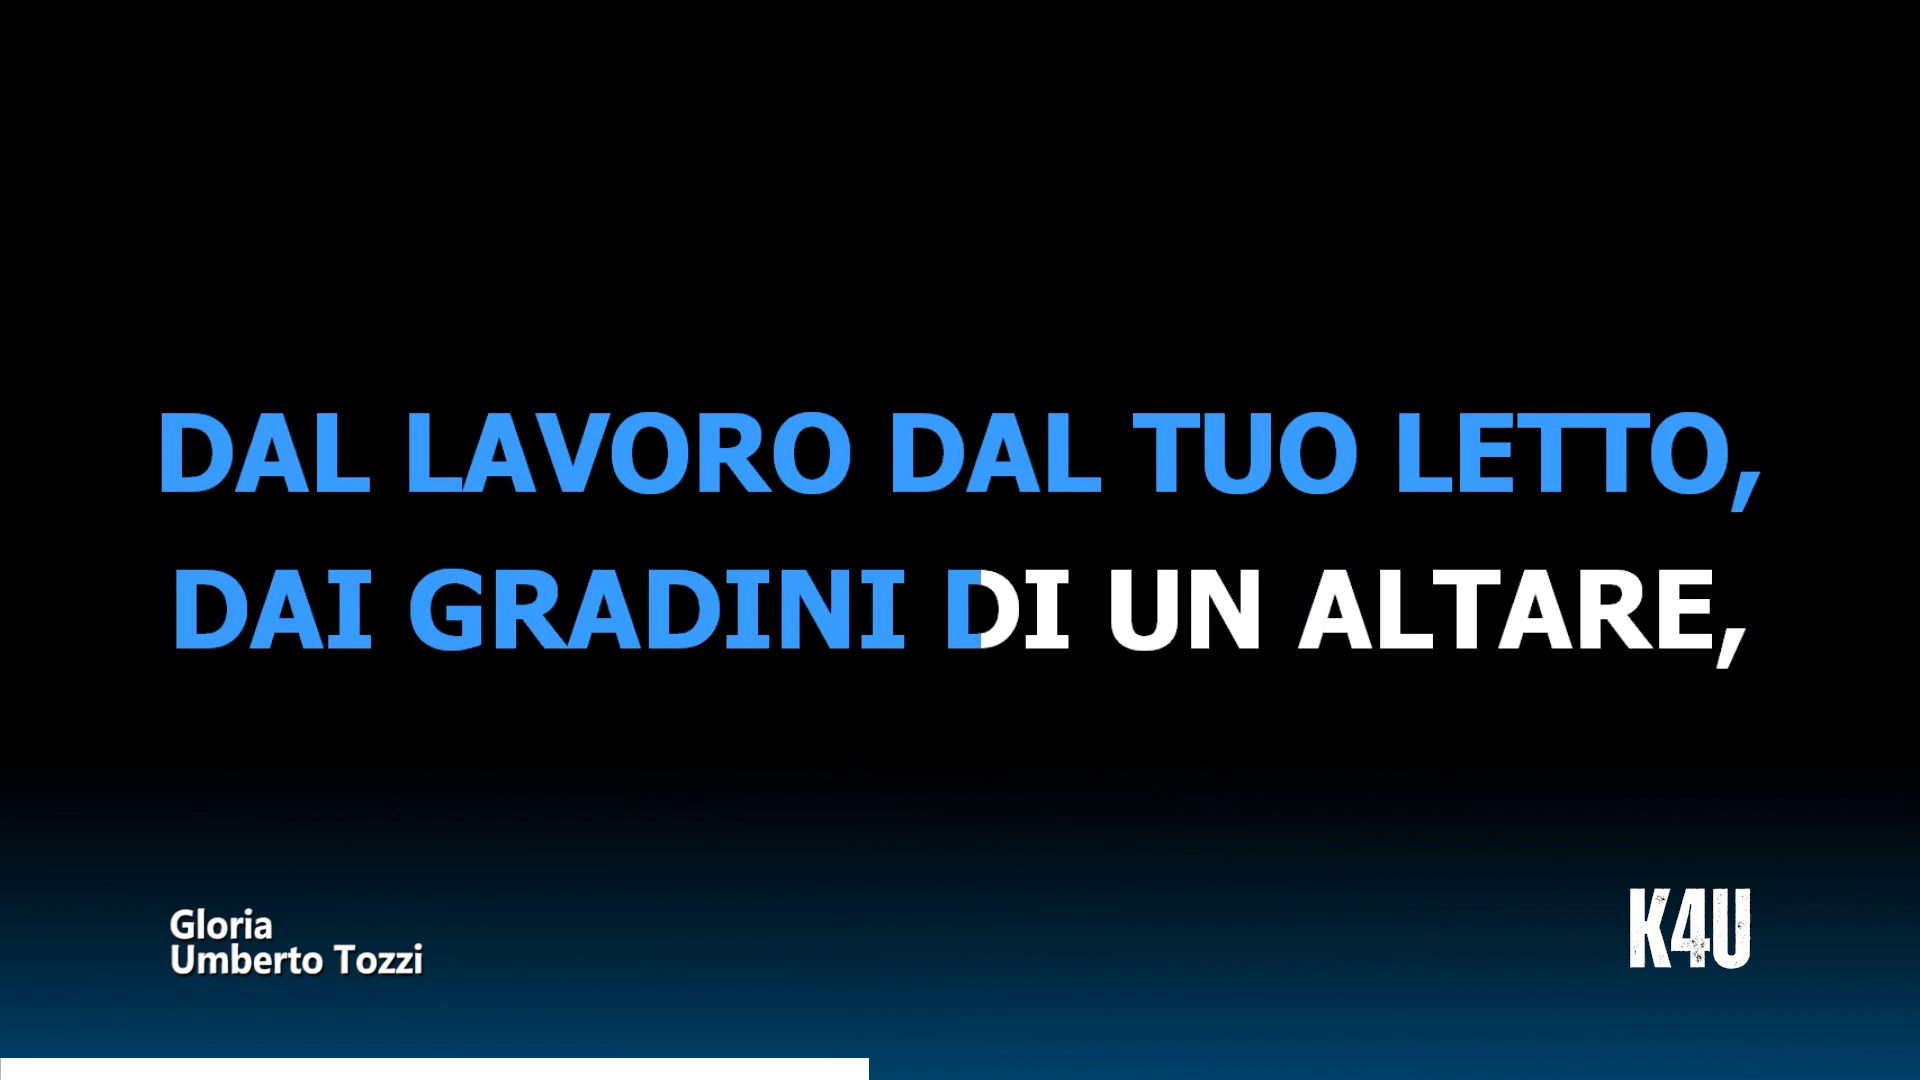 DAL LAVORO DAL TUO LETTO,
DAI GRADINI DI UN ALTARE,
Gloria
Umberto Tozzi
K4U